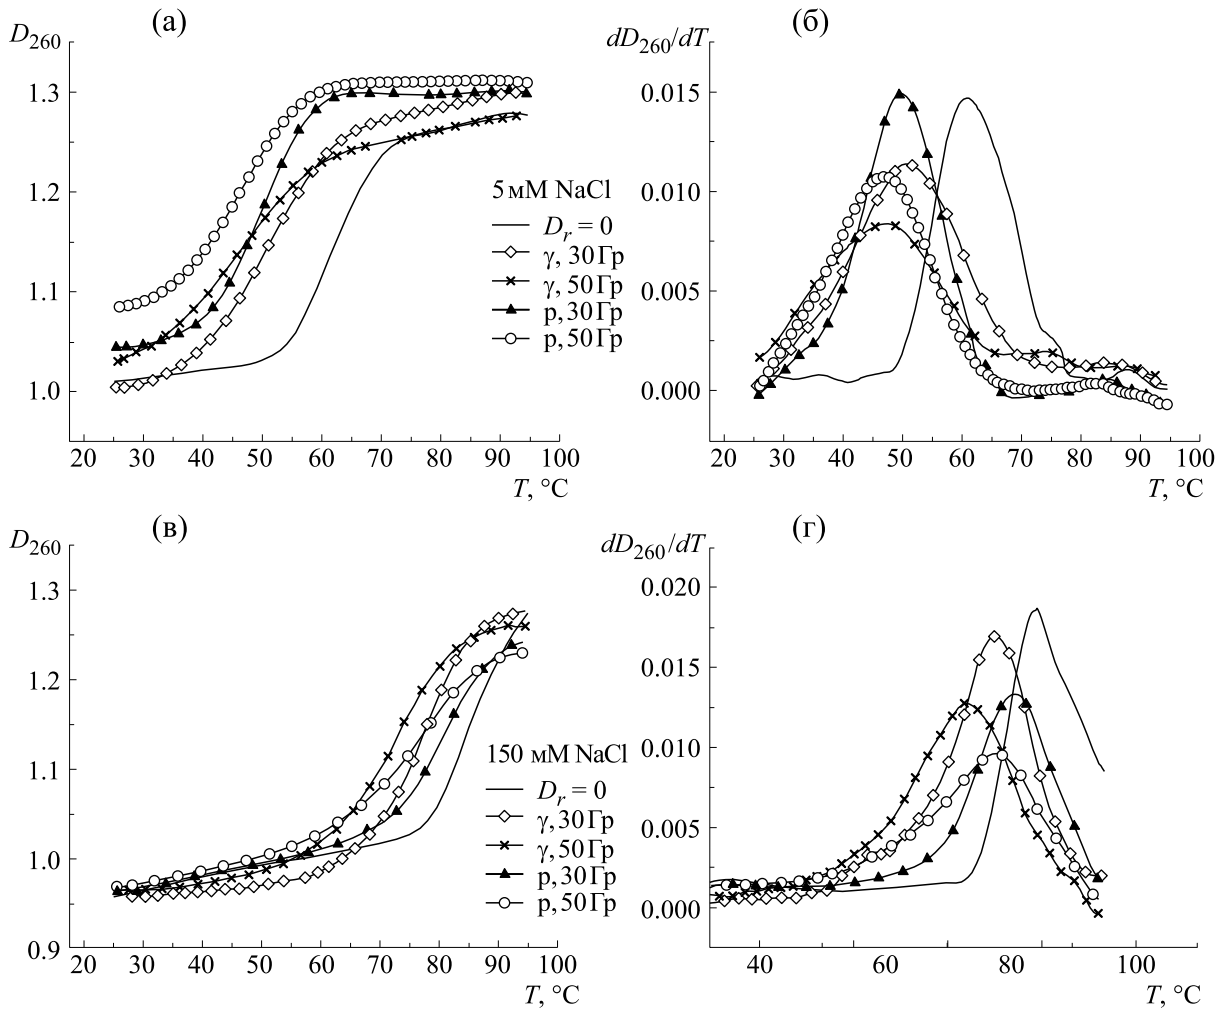 (а)
D260
1.3
1.2
1.1
1.0
20 30 40 50 60 70 80 90 100
T, °C
5 мМ NaCl
Dr = 0
γ, 30 Гр
γ, 50 Гр
p, 30 Гр
p, 50 Гр
(б)
dD260/dT
0.015
0.010
0.005
0.000
20 30 40 50 60 70 80 90 100
T, °C
(в)
D260
1.3
1.2
1.1
1.0
0.9
20 30 40 50 60 70 80 90 100
T, °C
150 мМ NaCl
Dr = 0
γ, 30 Гр
γ, 50 Гр
p, 30 Гр
p, 50 Гр
(г)
dD260/dT
0.020
0.015
0.010
0.005
0.000
40 60 80 100
T, °C